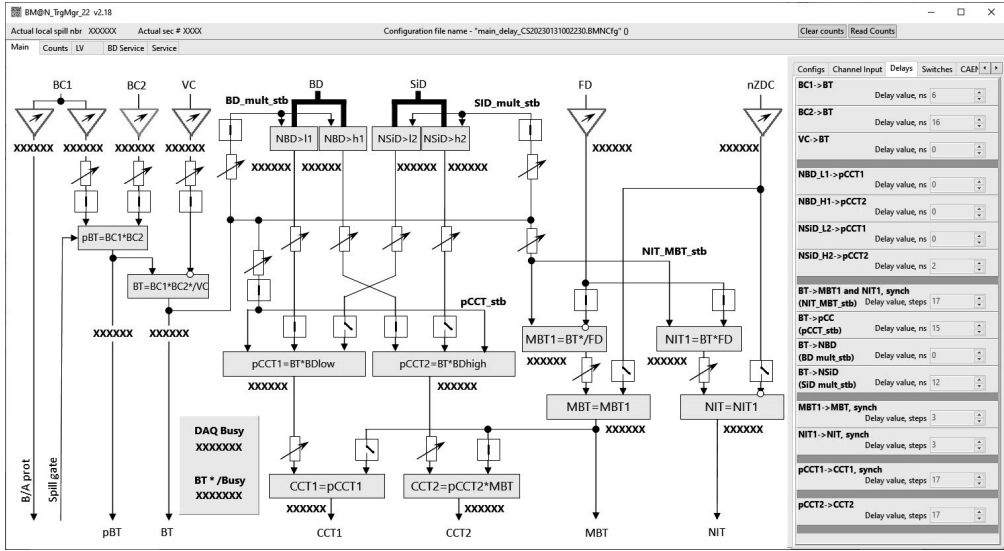 BM@N_TrgMgr_22 v2.18
Actual local spill nbr XXXXXX Actual sec # XXXX Configuration file name - "main_delay_CS20230131002230.BMNCfg" () Clear counts Read Counts
Main Counts LV BD Service Service
BC1 BC2 VC BD SiD FD nZDC
BD_mult_stb SID_mult_stb
NBD>l1 NBD>h1 NSiD>l2 NSiD>h2
XXXXXX XXXXXX XXXXXX XXXXXX XXXXXX XXXXXX
XXXXXX XXXXXX XXXXXX XXXXXX
pBT=BC1*BC2
NIT_MBT_stb
BT=BC1*BC2*/VC
pCCT_stb
XXXXXX XXXXXX
MBT1=BT*/FD NIT1=BT*FD
pCCT1=BT*BDlow pCCT2=BT*BDhigh XXXXXX XXXXXX
XXXXXX XXXXXX
MBT=MBT1 NIT=NIT1
XXXXXX XXXXXX
DAQ Busy
XXXXXXX
BT * /Busy
XXXXXXX
CCT1=pCCT1 CCT2=pCCT2*MBT
XXXXXX XXXXXX
B/A prot
Spill gate
pBT BT CCT1 CCT2 MBT NIT
Configs Channel Input Delays Switches CAEN
BC1->BT
Delay value, ns 6
BC2->BT
Delay value, ns 16
VC->BT
Delay value, ns 0
NBD_L1->pCCT1
Delay value, ns 0
NBD_H1->pCCT2
Delay value, ns 0
NSiD_L2->pCCT1
Delay value, ns 0
NSiD_H2->pCCT2
Delay value, ns 2
BT->MBT1 and NIT1, synch
(NIT_MBT_stb) Delay value, steps 17
BT->pCC
(pCCT_stb) Delay value, ns 15
BT->NBD
(BD mult_stb) Delay value, ns 0
BT->NSiD
(SiD mult_stb) Delay value, ns 12
MBT1->MBT, synch
Delay value, steps 3
NIT1->NIT, synch
Delay value, steps 3
pCCT1->CCT1, synch
Delay value, steps 17
pCCT2->CCT2
Delay value, steps 17